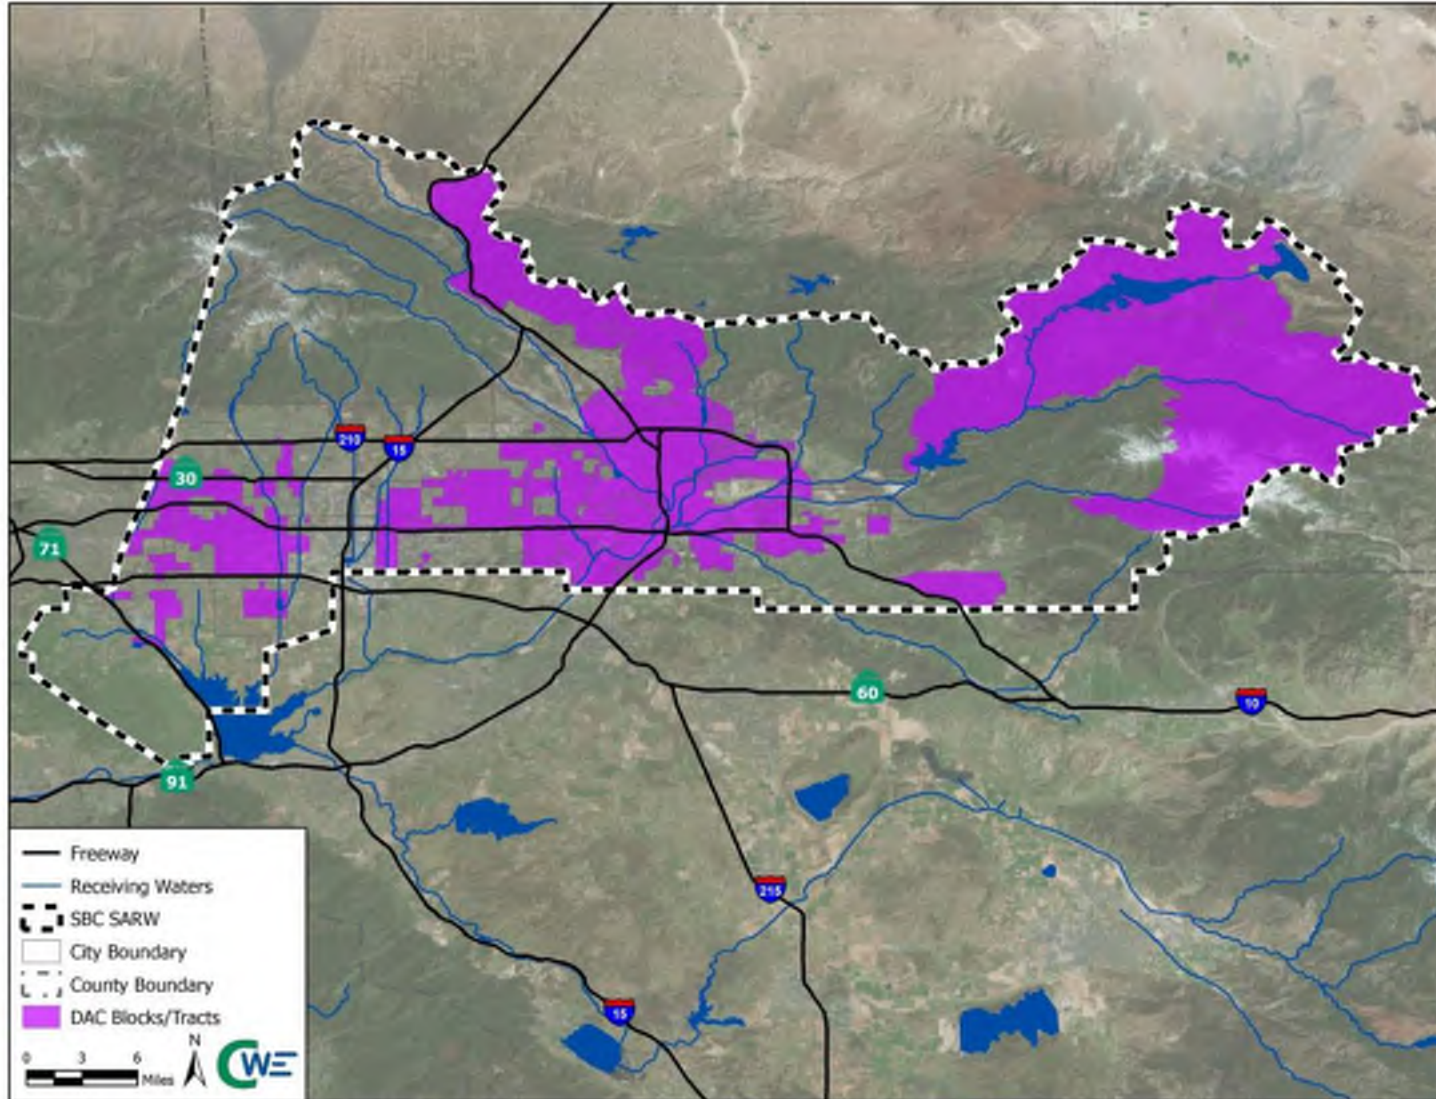 210
15
30
71
60
10
91
215
15
Freeway
Receiving Waters
SBC SARW
City Boundary
County Boundary
DAC Blocks/Tracts
N
0 3 6
Miles
CWE